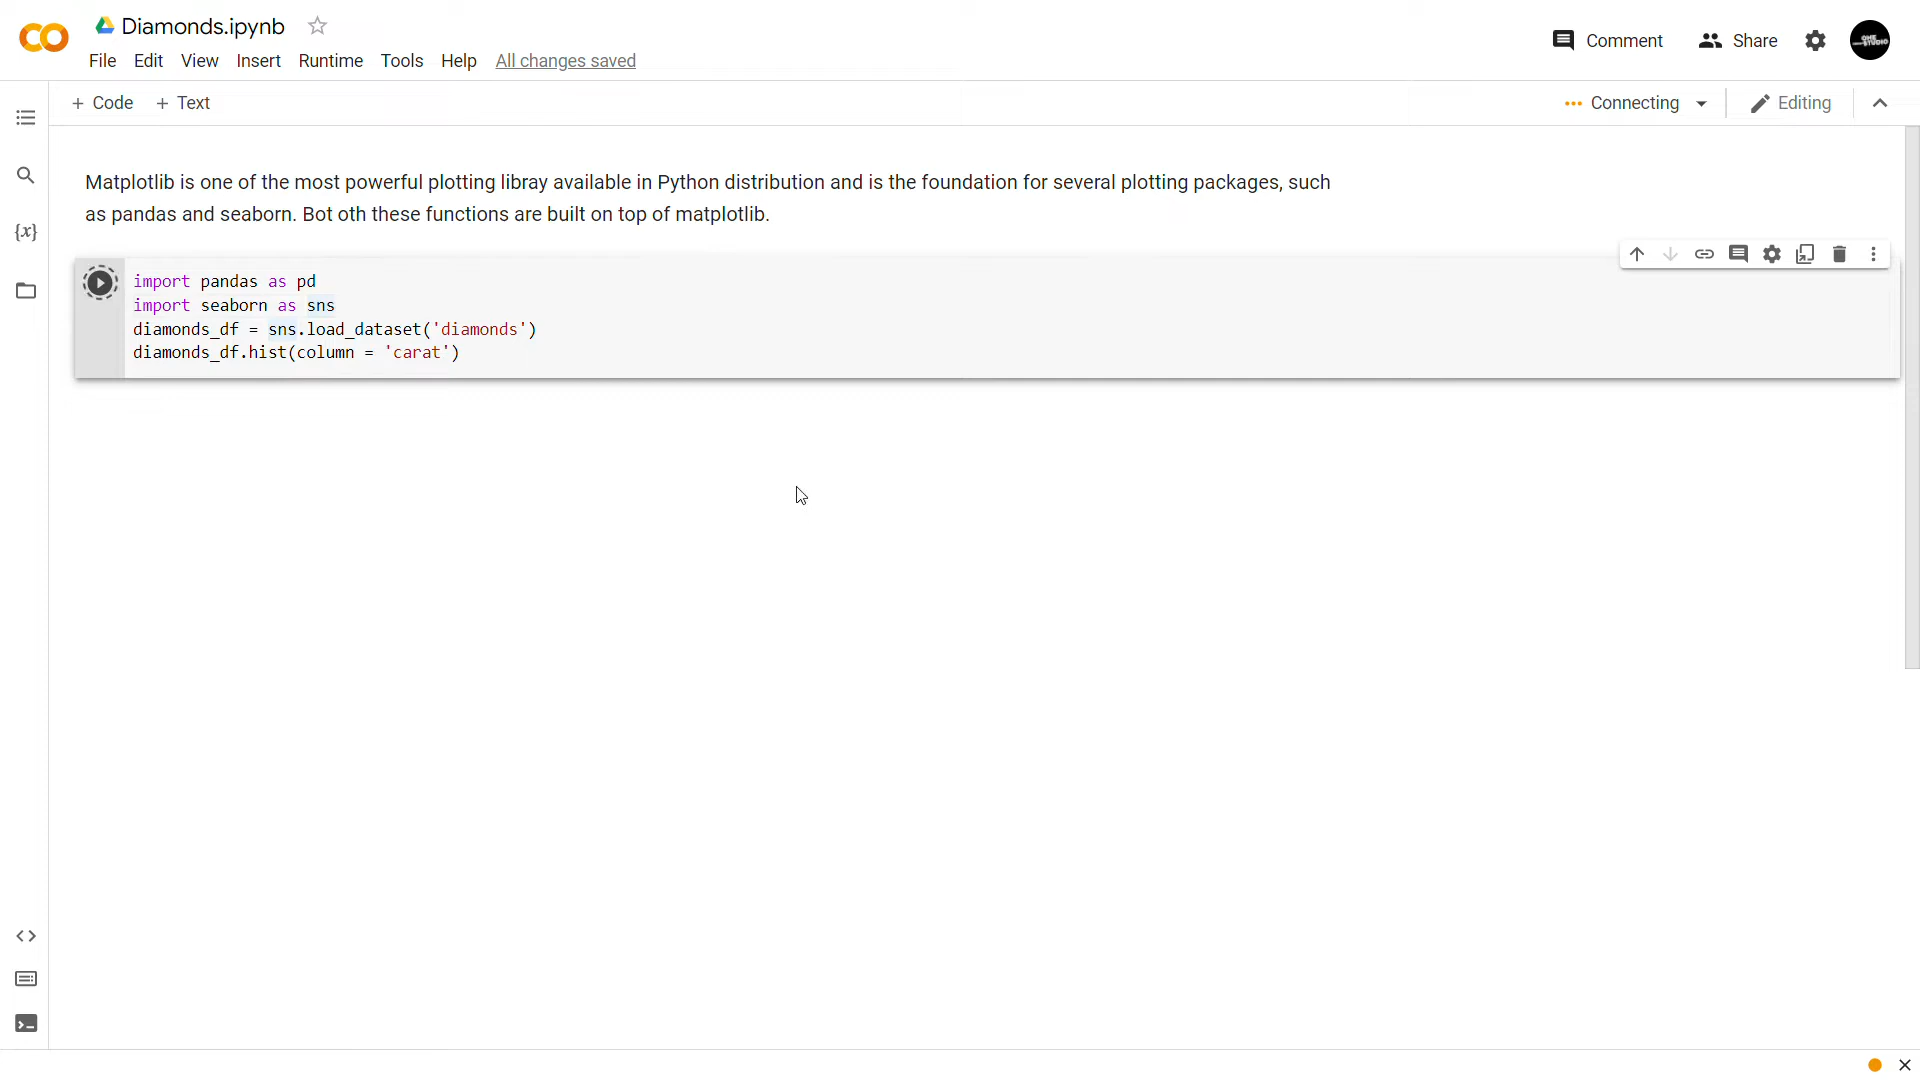 Diamonds.ipynb
Comment Share
File Edit View Insert Runtime Tools Help All changes saved
+ Code + Text
Connecting Editing
Matplotlib is one of the most powerful plotting libray available in Python distribution and is the foundation for several plotting packages, such
as pandas and seaborn. Bot oth these functions are built on top of matplotlib.
{x}
import pandas as pd
import seaborn as sns
diamonds_df = sns.load_dataset('diamonds')
diamonds_df.hist(column = 'carat')